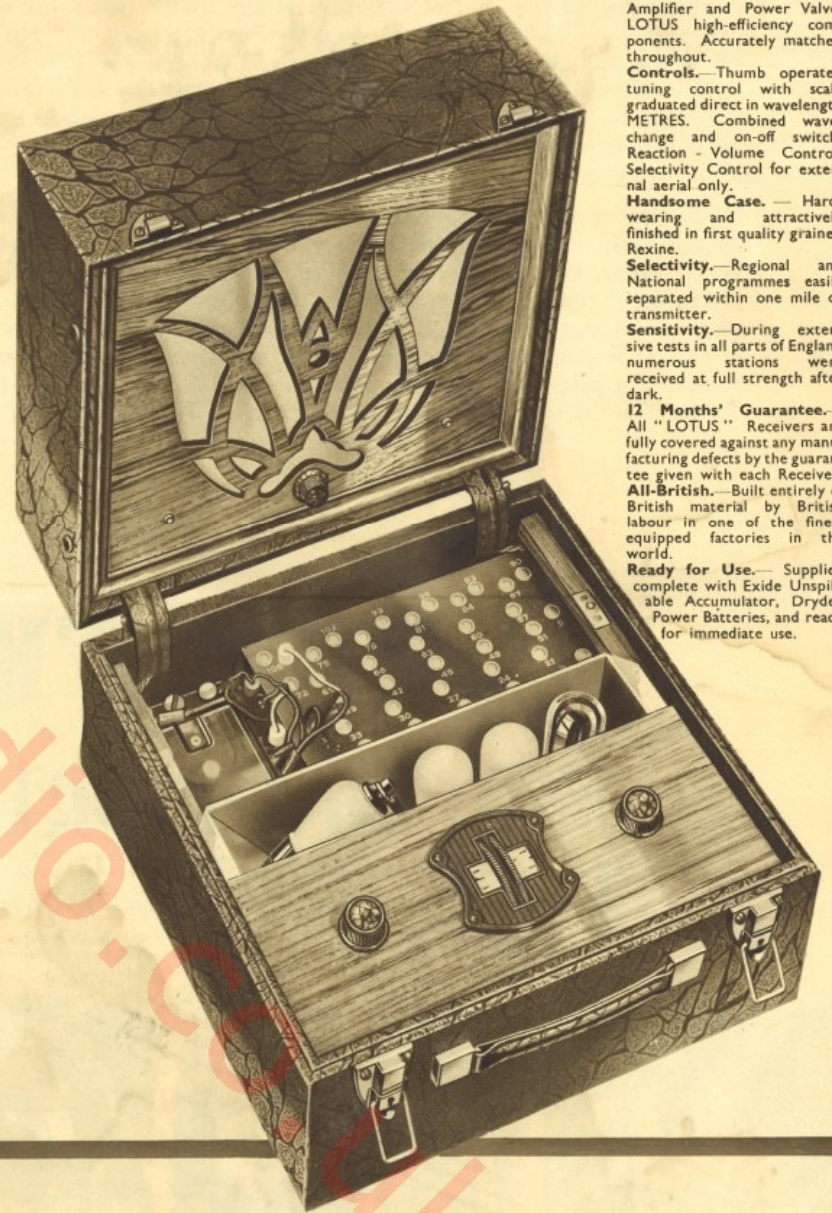 Amplifier and Power Valve
LOTUS high-efficiency com
ponents. Accurately matche
throughout.
Controls.—Thumb operate
tuning control with scal
graduated direct in wavelengt
METRES. Combined wave
change and on-off switch
Reaction - Volume Contro
Selectivity Control for exter
nal aerial only.
Handsome Case. — Hard
wearing and attractivel
finished in first quality graine
Rexine.
Selectivity.—Regional an
National programmes easil
separated within one mile o
transmitter.
Sensitivity.—During exten
sive tests in all parts of Englan
numerous stations wer
received at full strength afte
dark.
12 Months' Guarantee.—
All "LOTUS" Receivers ar
fully covered against any manu
facturing defects by the guaran
tee given with each Receive
All-British.—Built entirely o
British material by Britis
labour in one of the fine
equipped factories in th
world.
Ready for Use.— Supplie
complete with Exide Unspil
able Accumulator, Dryde
Power Batteries, and read
for immediate use.
dio.co.u